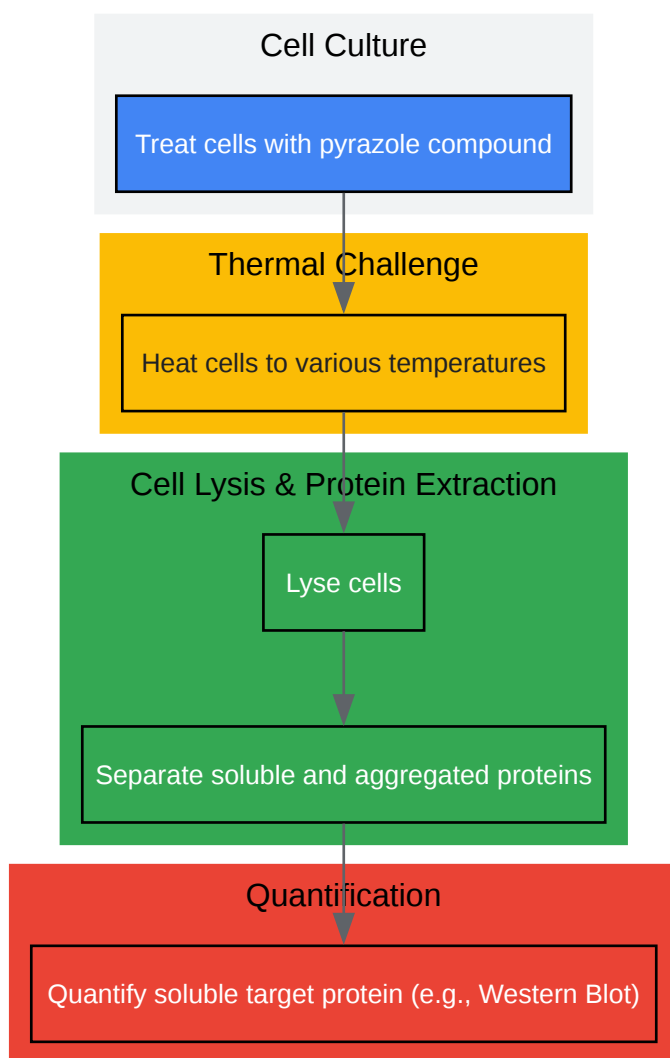 Cell Culture
Treat cells with pyrazole compound
Thermal Challenge
Heat cells to various temperatures
Cell Lysis & Protein Extraction
Lyse cells
Separate soluble and aggregated proteins
Quantification
Quantify soluble target protein (e.g., Western Blot)